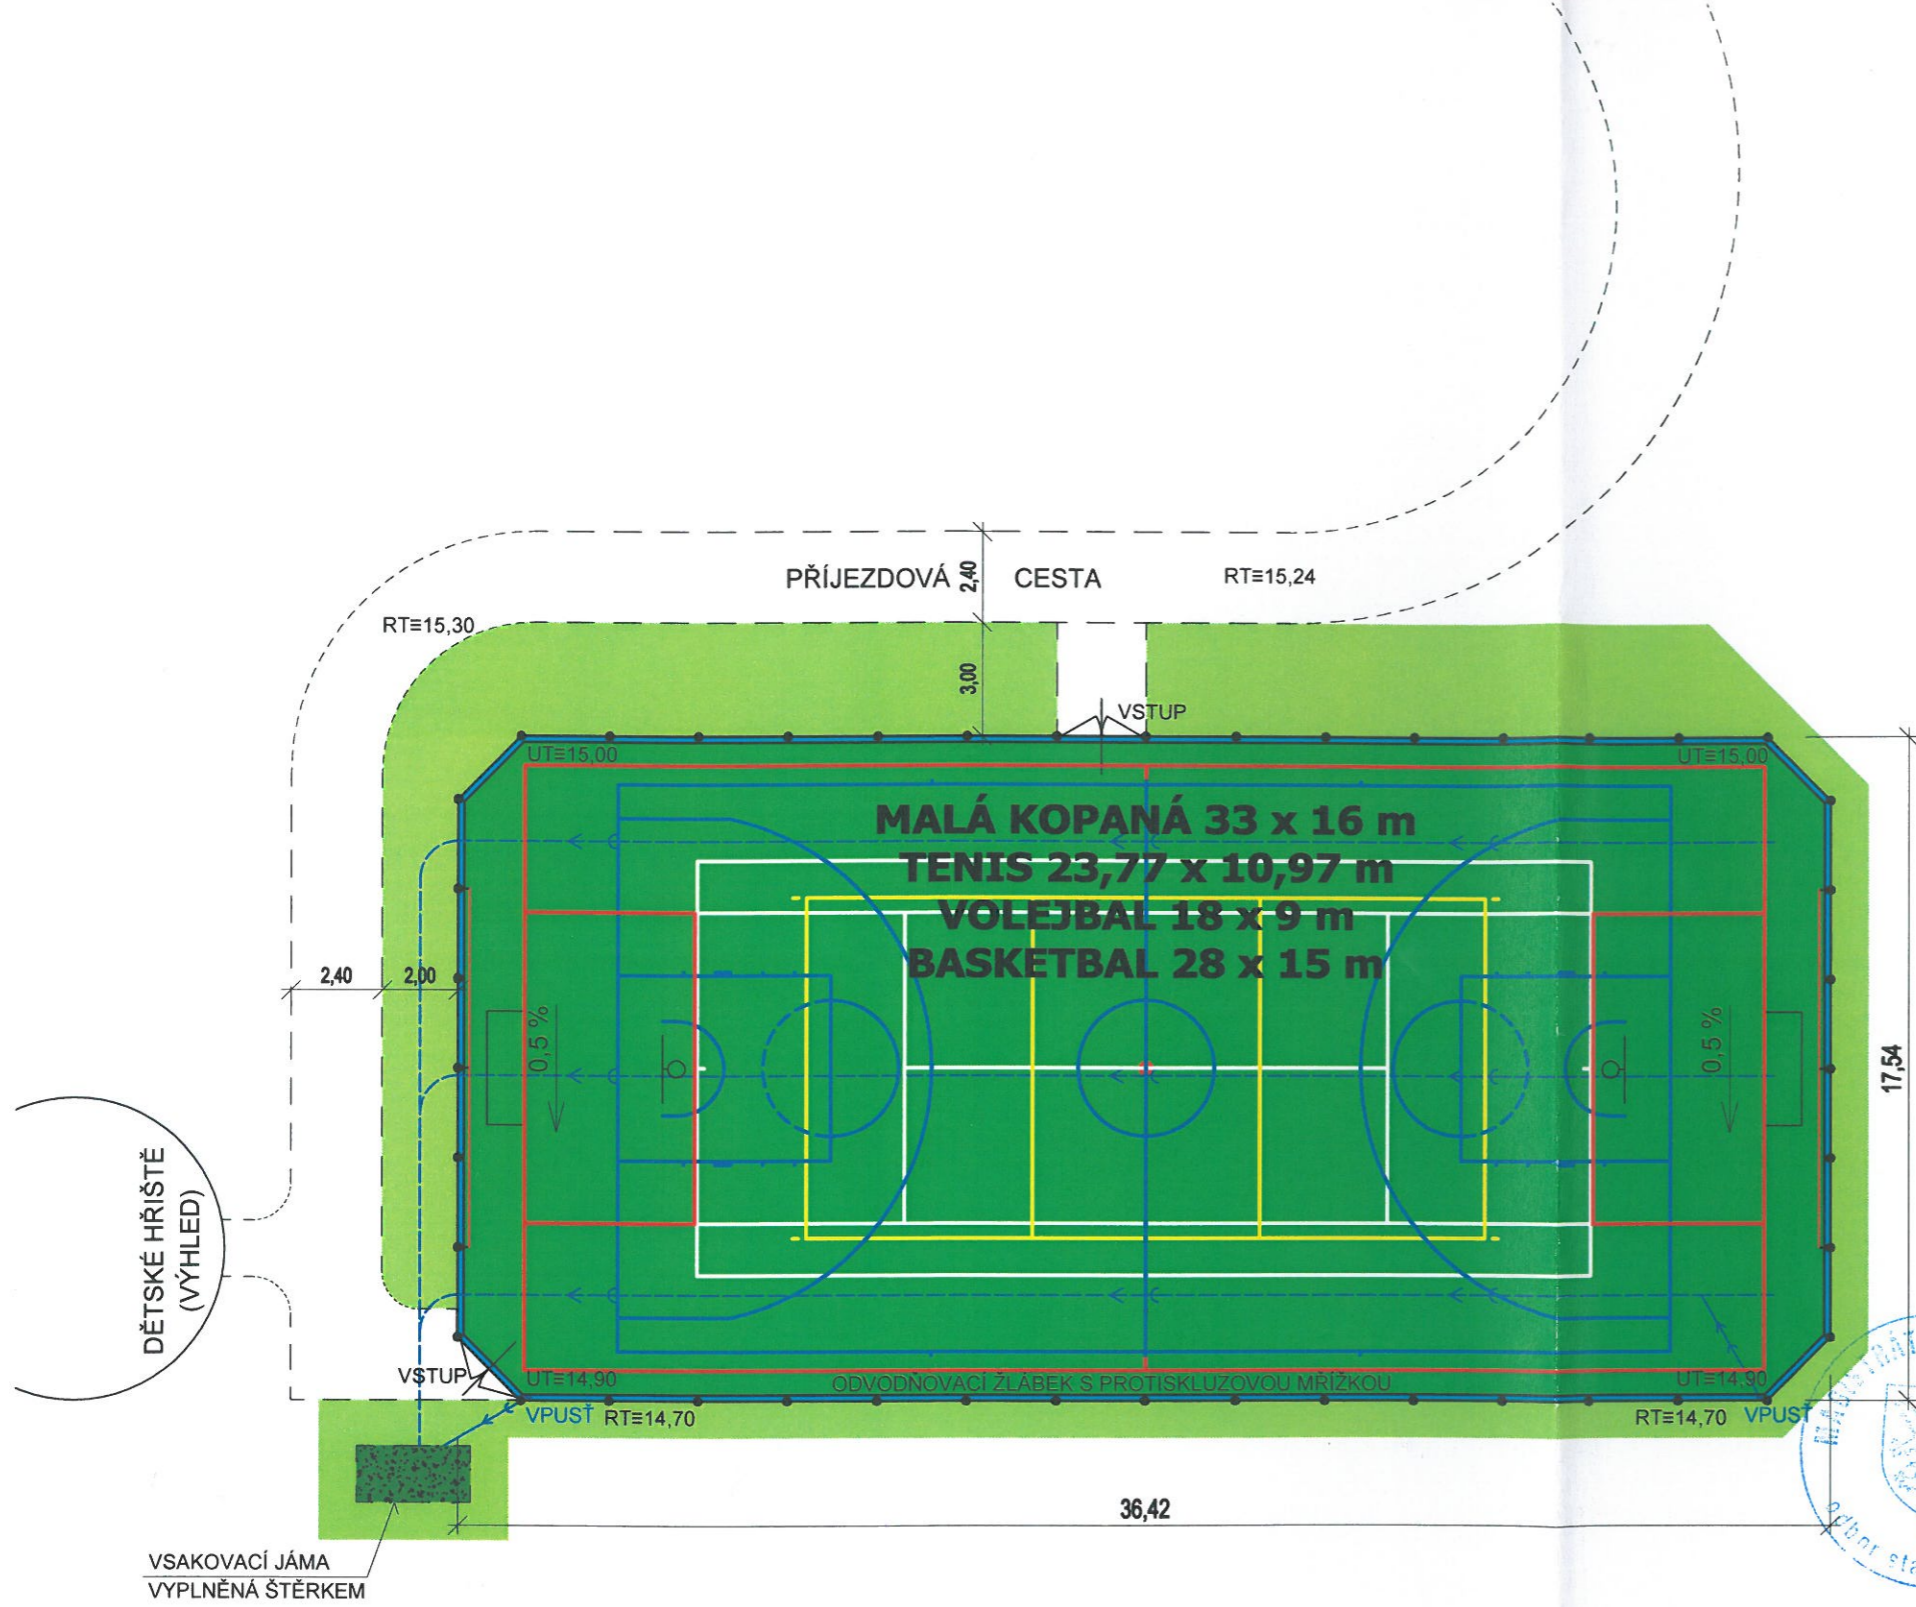 PŘÍJEZDOVÁ CESTA
2,40
RT≡15,24
RT≡15,30
3,00
VSTUP
UT≡15,00
UT≡15,00
MALÁ KOPANÁ 33 x 16 m
TENIS 23,77 x 10,97 m
VOLEJBAL 18 x 9 m
BASKETBAL 28 x 15 m
2,40
2,00
0,5 %
0,5 %
17,54
DĚTSKÉ HŘIŠTĚ
(VÝHLED)
VSTUP
UT≡14,90
ODVODŇOVACÍ ŽLÁBEK S PROTISKLUZOVOU MŘÍŽKOU
UT≡14,90
VPUSŤ
RT≡14,70
RT≡14,70
VPUSŤ
36,42
VSAKOVACÍ JÁMA
VYPLNĚNÁ ŠTĚRKEM
odbor